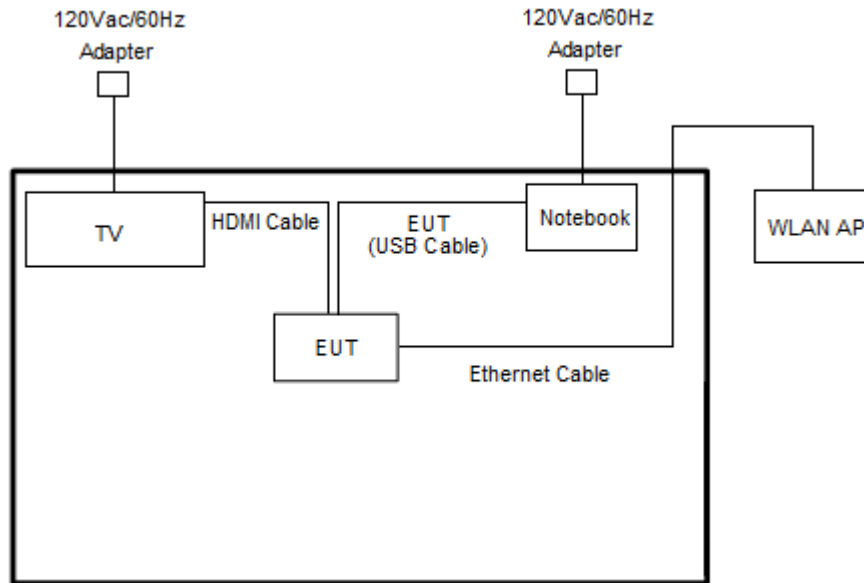 120Vac/60Hz
Adapter
120Vac/60Hz
Adapter
TV
HDMI Cable
EUT
(USB Cable)
Notebook
WLAN AP
EUT
Ethernet Cable